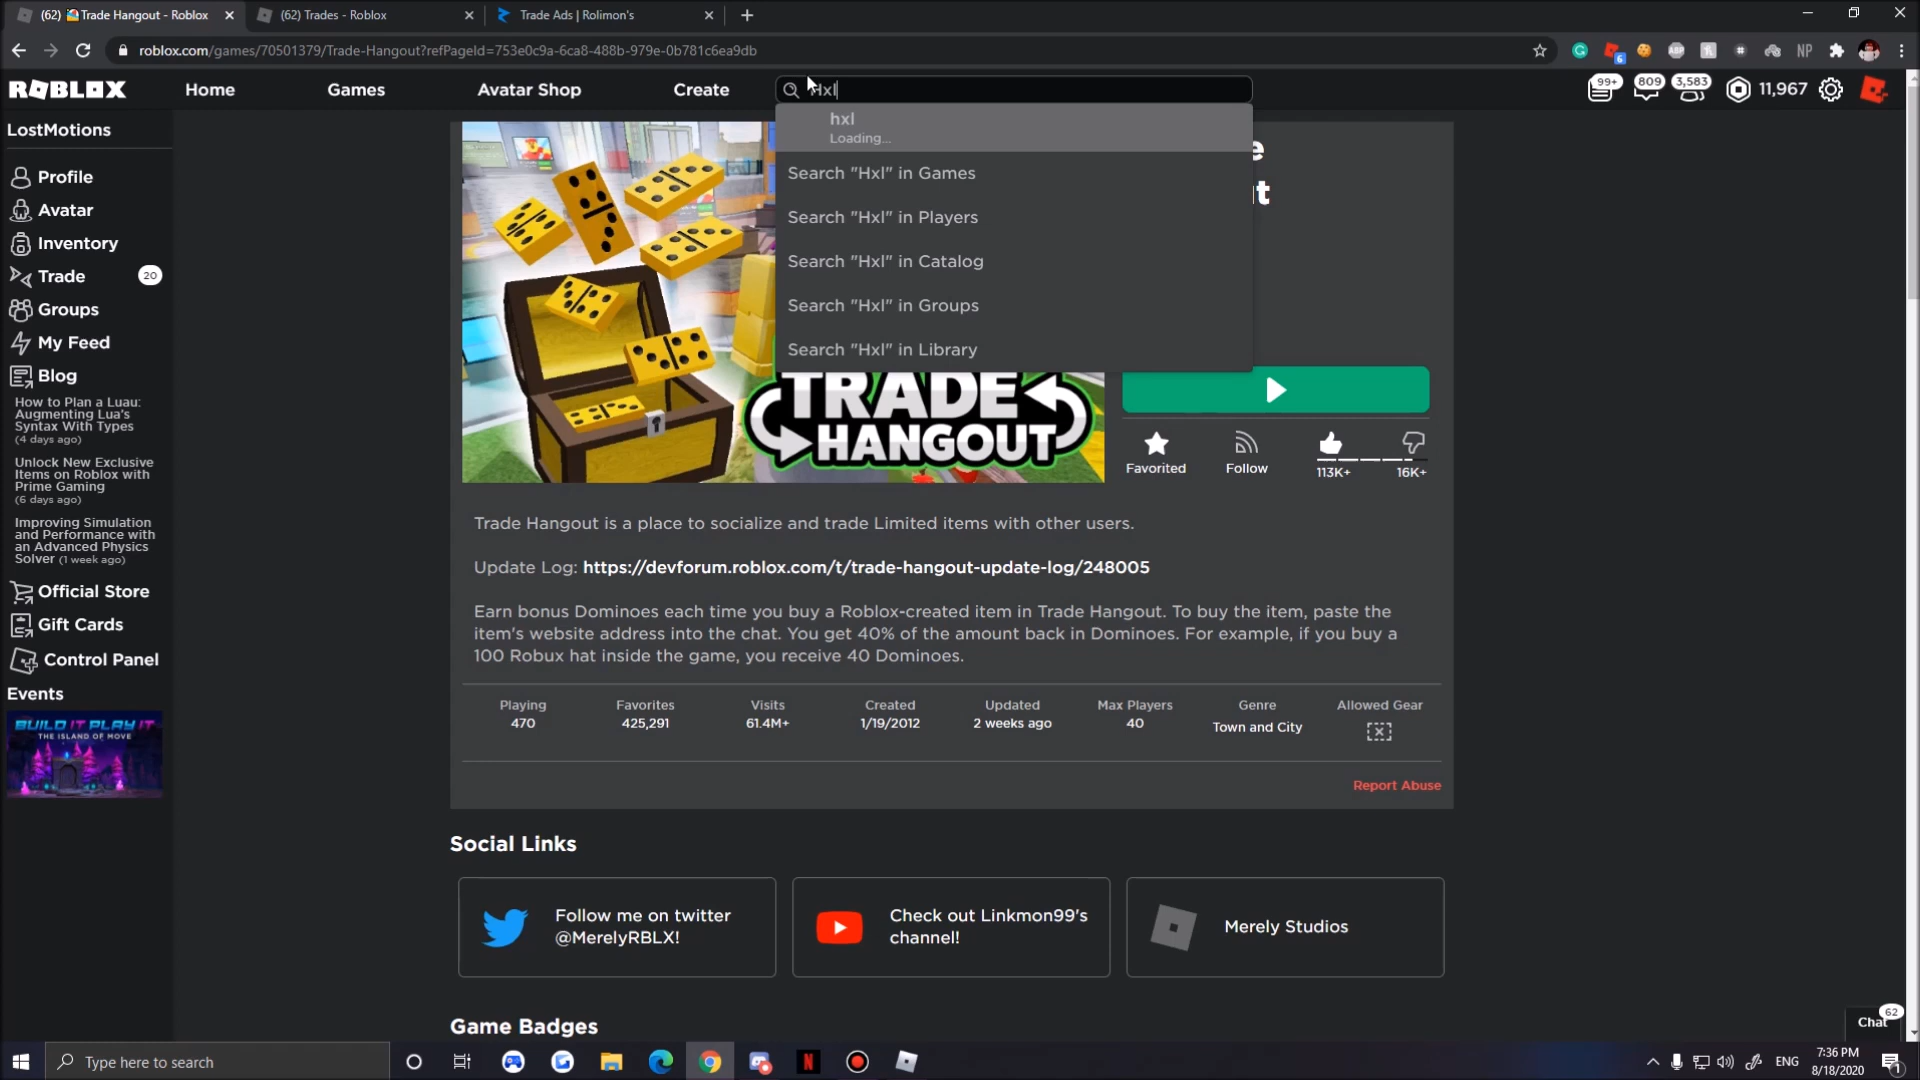 (62) Trade Hangout - Roblox
(62) Trades - Roblox
Trade Ads | Rolimon's
roblox.com/games/70501379/Trade-Hangout?refPageId=753e0c9a-6ca8-488b-979e-0b781c6ea9db
ABP
6
NP
ROBLOX
Home
Games
Avatar Shop
Create
Hxl
99+
809
3,583
11,967
LostMotions
hxl
Loading...
Search "Hxl" in Games
Search "Hxl" in Players
Search "Hxl" in Catalog
Search "Hxl" in Groups
Search "Hxl" in Library
Profile
Avatar
Inventory
Trade
20
Groups
My Feed
Blog
How to Plan a Luau:
Augmenting Lua's
Syntax With Types
(4 days ago)
Unlock New Exclusive
Items on Roblox with
Prime Gaming
(6 days ago)
Improving Simulation
and Performance with
an Advanced Physics
Solver (1 week ago)
Official Store
Gift Cards
Control Panel
Events
BUILD IT PLAY IT
THE ISLAND OF MOVE
TRADE
HANGOUT
Favorited
Follow
113K+
16K+
Trade Hangout is a place to socialize and trade Limited items with other users.
Update Log: https://devforum.roblox.com/t/trade-hangout-update-log/248005
Earn bonus Dominoes each time you buy a Roblox-created item in Trade Hangout. To buy the item, paste the
item's website address into the chat. You get 40% of the amount back in Dominoes. For example, if you buy a
100 Robux hat inside the game, you receive 40 Dominoes.
Playing
470
Favorites
425,291
Visits
61.4M+
Created
1/19/2012
Updated
2 weeks ago
Max Players
40
Genre
Town and City
Allowed Gear
Report Abuse
Social Links
Follow me on twitter
@MerelyRBLX!
Check out Linkmon99's
channel!
Merely Studios
Game Badges
Chat
62
Type here to search
ENG
7:36 PM
8/18/2020
1